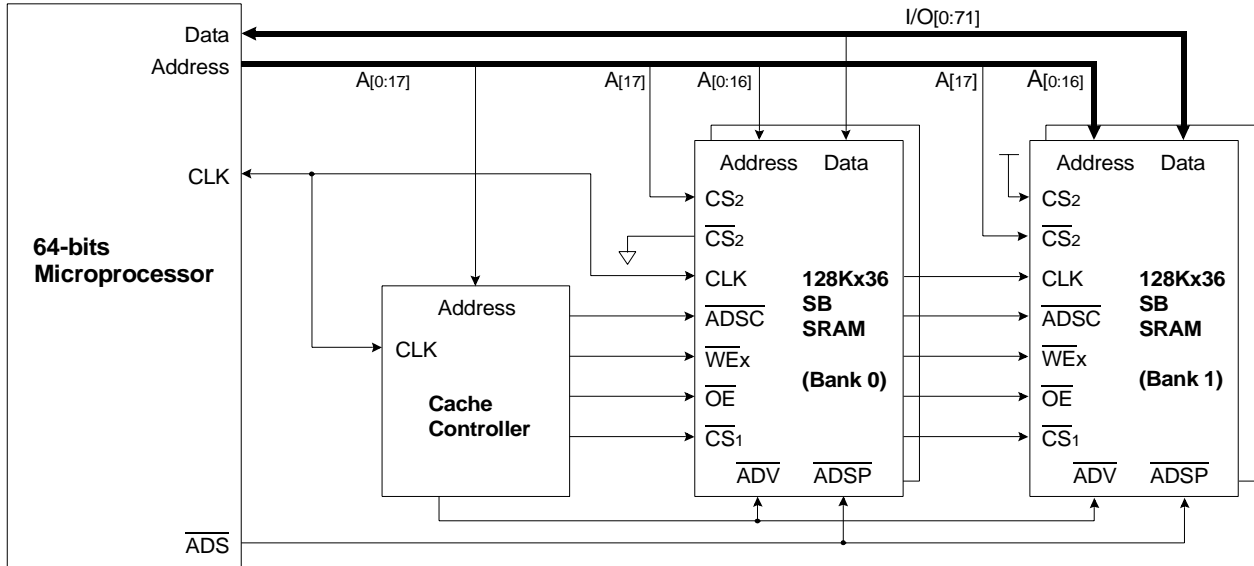 I/O[0:71]
Data
Address
A[0:17]
A[17]
A[0:16]
A[17]
A[0:16]
CLK
64-bits
Microprocessor
ADS
Address
CLK
Cache
Controller
Address Data
CS2
CS2
CLK
ADSC
WEx
OE
CS1
ADV ADSP
128Kx36
SB
SRAM
(Bank 0)
Address Data
CS2
CS2
CLK
ADSC
WEx
OE
CS1
ADV ADSP
128Kx36
SB
SRAM
(Bank 1)